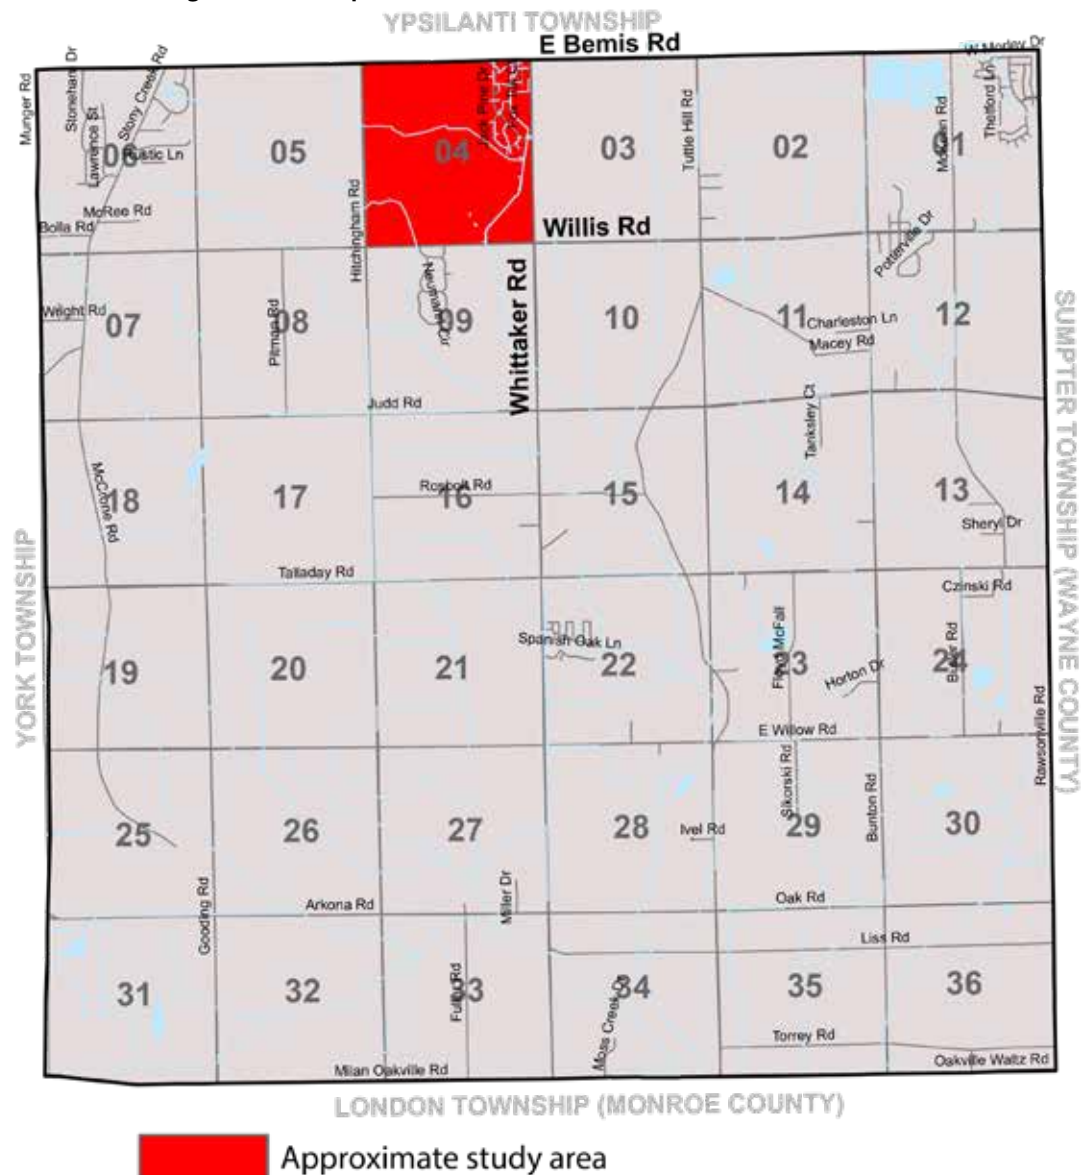 YPSILANTI TOWNSHIP
E Bemis Rd
W Morley Dr
Munger Rd
Stoneham Dr
Lawrence St
Stony Creek Rd
Rustic Ln
McRee Rd
Bolla Rd
06
05
Hitchingham Rd
04
Jack Pine Dr
03
Tuttle Hill Rd
02
McKean Rd
01
Thetford Ln
Willis Rd
Potterville Dr
Wright Rd
07
Pitman Rd
08
09
Whittaker Rd
10
11
Charleston Ln
Macey Rd
12
Judd Rd
Tanksley Ct
McCrone Rd
18
17
Rosbolt Rd
16
15
14
13
Sheryl Dr
Talladay Rd
Czinski Rd
YORK TOWNSHIP
SUMPTER TOWNSHIP (WAYNE COUNTY)
19
20
21
Spanish Oak Ln
22
Floyd McFall
23
Horton Dr
24
E Willow Rd
Rawsonville Rd
25
26
27
28
Ivel Rd
Sikorski Rd
29
Bunton Rd
30
Gooding Rd
Arkona Rd
Miller Dr
Oak Rd
Liss Rd
31
32
33
34
Moss Creek Dr
35
36
Torrey Rd
Milan Oakville Rd
Oakville Waltz Rd
LONDON TOWNSHIP (MONROE COUNTY)
Approximate study area